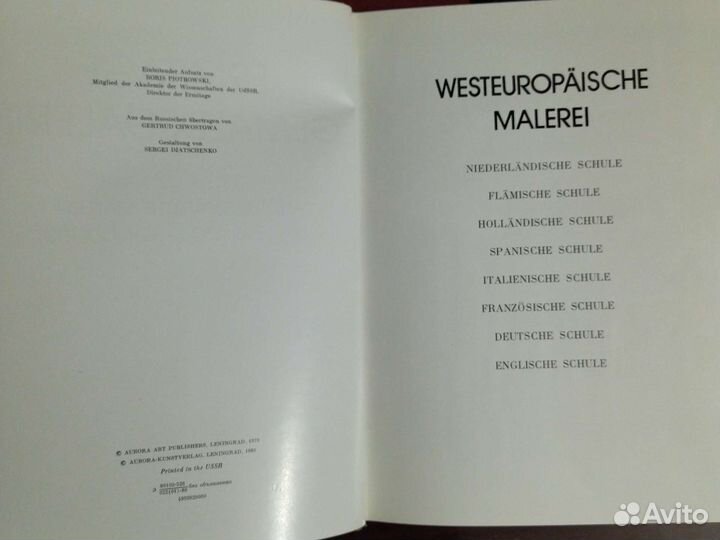 Einleitender Aufsatz von
BORIS PIOTROWSKI,
Mitglied der Akademie der Wissenschaften der UdSSR,
Direktor der Ermitage
Aus dem Russischen übertragen von
GERTRUD CHWOSTOWA
Gestaltung von
SERGEI DIATSCHENKO
© AURORA ART PUBLISHERS, LENINGRAD, 1979
© AURORA-KUNSTVERLAG, LENINGRAD, 1980
Printed in the USSR
Э
без объявления
WESTEUROPÄISCHE
MALEREI
NIEDERLÄNDISCHE SCHULE
FLÄMISCHE SCHULE
HOLLÄNDISCHE SCHULE
SPANISCHE SCHULE
ITALIENISCHE SCHULE
FRANZÖSISCHE SCHULE
DEUTSCHE SCHULE
ENGLISCHE SCHULE
Avito